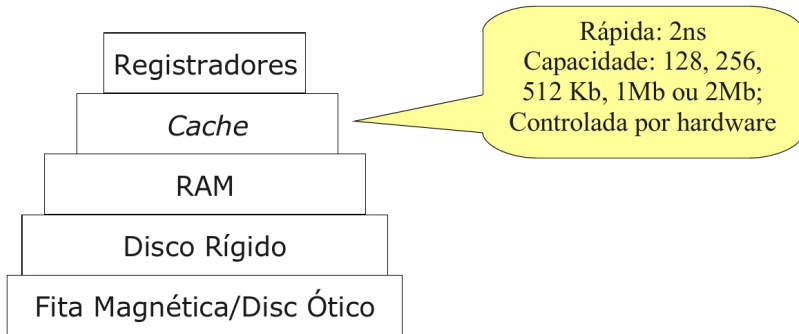 Registradores
Cache
RAM
Disco Rígido
Fita Magnética/Disc Ótico
Rápida: 2ns
Capacidade: 128, 256,
512 Kb, 1Mb ou 2Mb;
Controlada por hardware